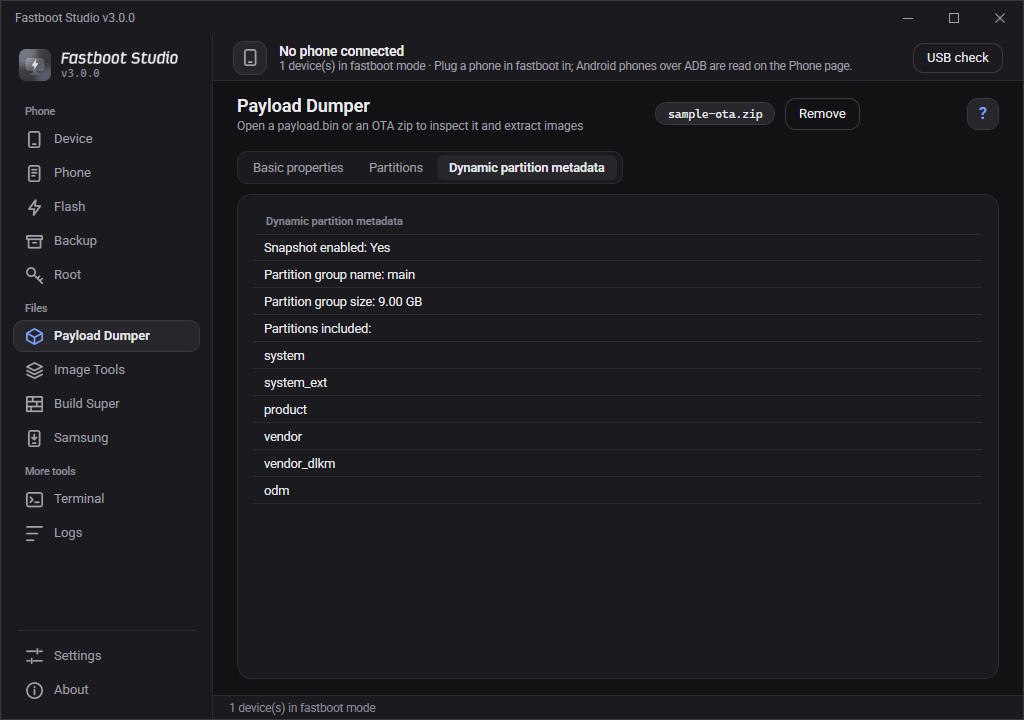 Fastboot Studio v3.0.0
Fastboot Studio
v3.0.0
Phone
Device
Phone
Flash
Backup
Root
Files
Payload Dumper
Image Tools
Build Super
Samsung
More tools
Terminal
Logs
Settings
About
No phone connected
1 device(s) in fastboot mode · Plug a phone in fastboot in; Android phones over ADB are read on the Phone page.
USB check
Payload Dumper
Open a payload.bin or an OTA zip to inspect it and extract images
sample-ota.zip
Remove
?
Basic properties
Partitions
Dynamic partition metadata
Dynamic partition metadata
Snapshot enabled: Yes
Partition group name: main
Partition group size: 9.00 GB
Partitions included:
system
system_ext
product
vendor
vendor_dlkm
odm
1 device(s) in fastboot mode